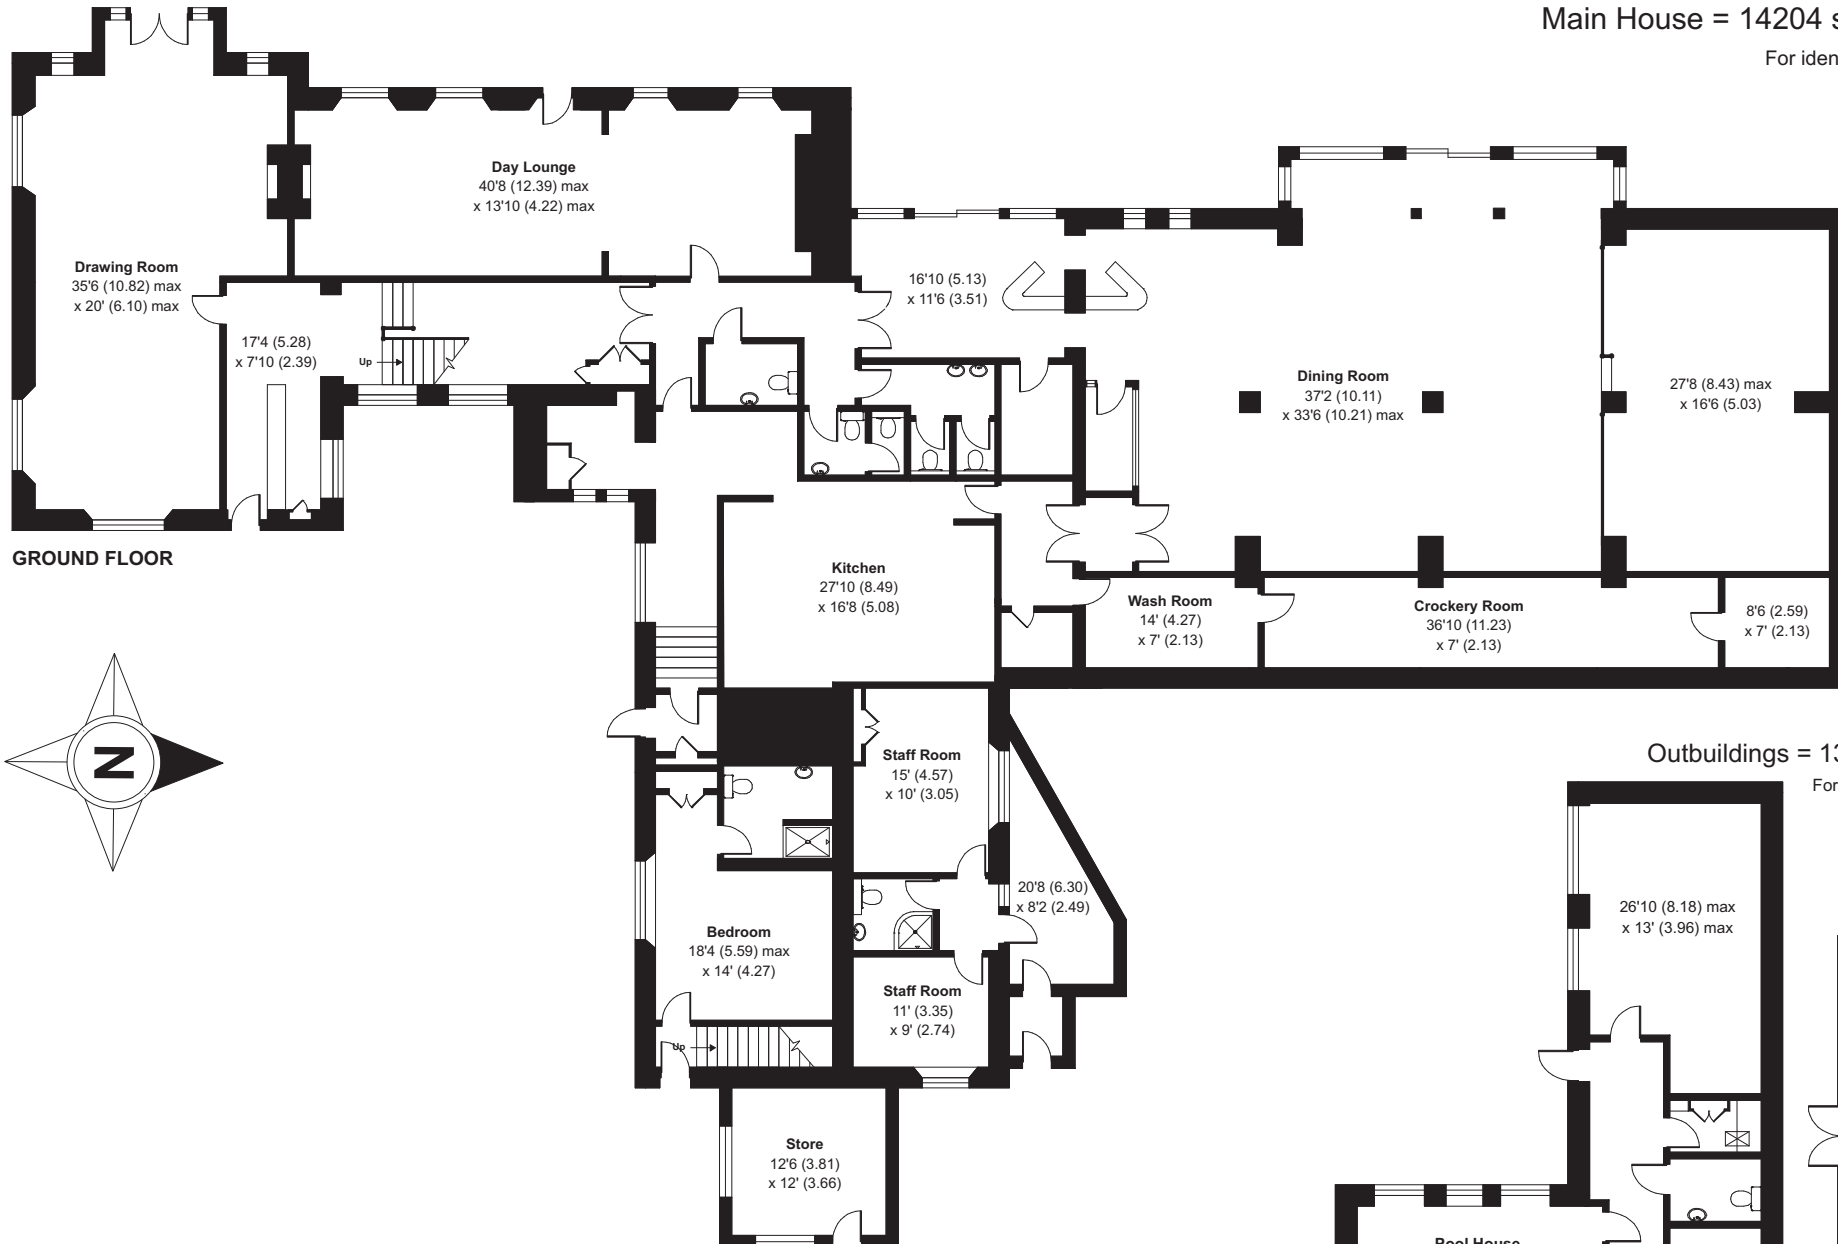 Main House = 14204 s
For iden
Day Lounge
40'8 (12.39) max
x 13'10 (4.22) max
Drawing Room
35'6 (10.82) max
x 20' (6.10) max
16'10 (5.13)
x 11'6 (3.51)
17'4 (5.28)
x 7'10 (2.39)
Up
Dining Room
37'2 (10.11)
x 33'6 (10.21) max
27'8 (8.43) max
x 16'6 (5.03)
GROUND FLOOR
Kitchen
27'10 (8.49)
x 16'8 (5.08)
Wash Room
14' (4.27)
x 7' (2.13)
Crockery Room
36'10 (11.23)
x 7' (2.13)
8'6 (2.59)
x 7' (2.13)
N
Staff Room
15' (4.57)
x 10' (3.05)
Outbuildings = 13
For
20'8 (6.30)
x 8'2 (2.49)
26'10 (8.18) max
x 13' (3.96) max
Bedroom
18'4 (5.59) max
x 14' (4.27)
Staff Room
11' (3.35)
x 9' (2.74)
Up
Store
12'6 (3.81)
x 12' (3.66)
Pool House